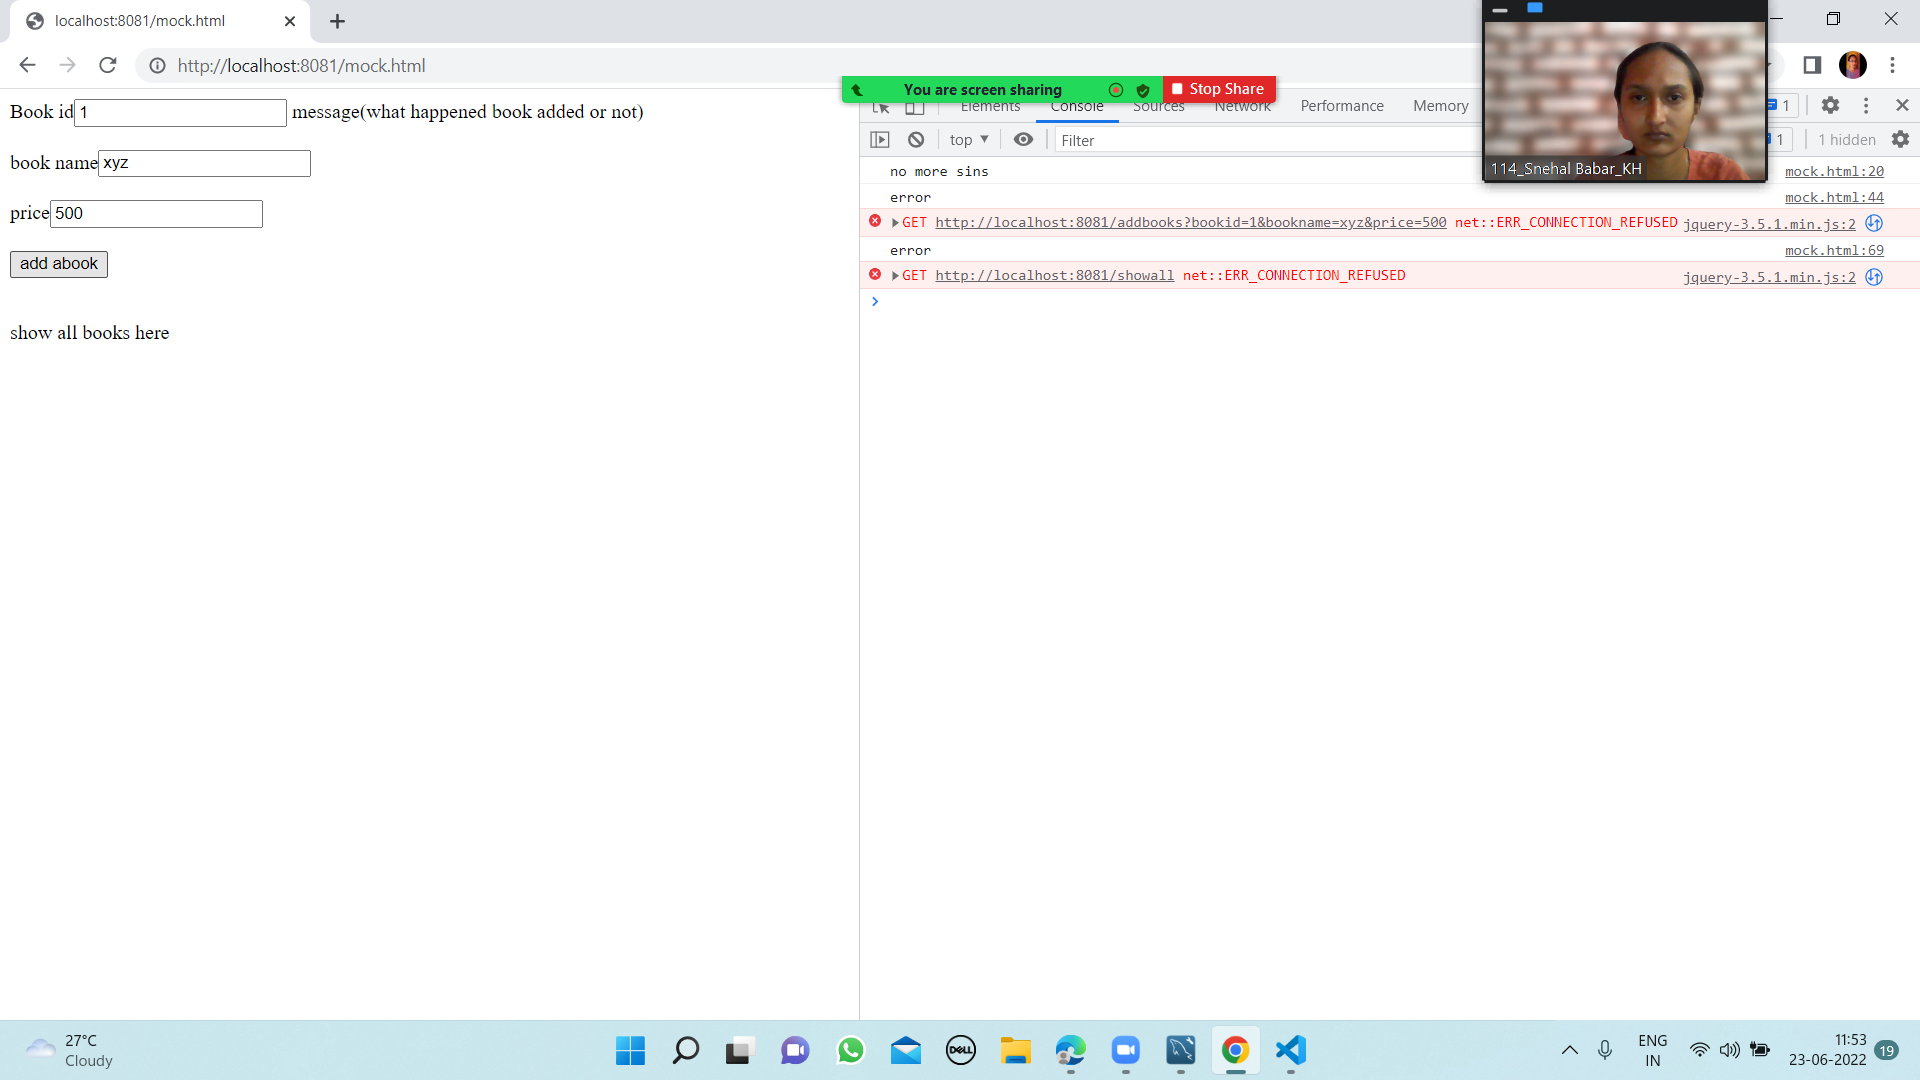 localhost:8081/mock.html
http://localhost:8081/mock.html
You are screen sharing
Stop Share
Book id 1 message(what happened book added or not)
book name xyz
price 500
add abook
show all books here
Elements Console Sources Network Performance Memory 1
top Filter 1 1 hidden
no more sins mock.html:20
error mock.html:44
GET http://localhost:8081/addbooks?bookid=1&bookname=xyz&price=500 net::ERR_CONNECTION_REFUSED jquery-3.5.1.min.js:2
error mock.html:69
GET http://localhost:8081/showall net::ERR_CONNECTION_REFUSED jquery-3.5.1.min.js:2
114_Snehal Babar_KH
27°C
Cloudy
DELL
ENG
IN
11:53
23-06-2022
19